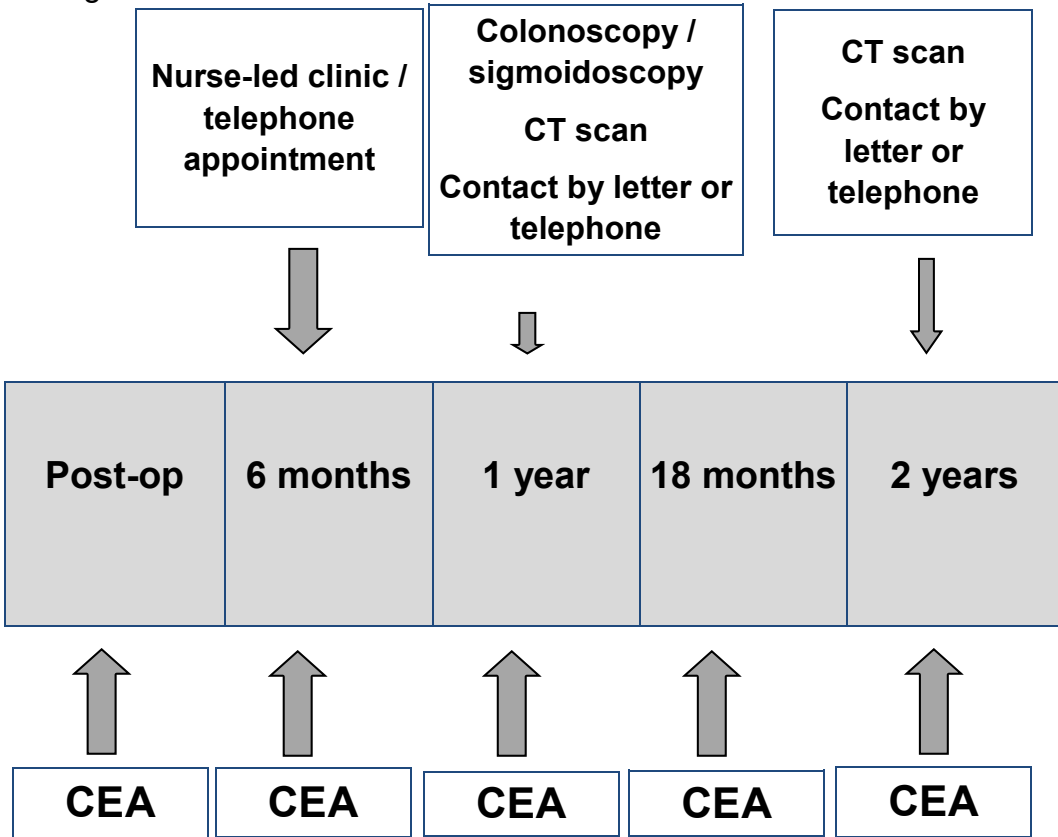 Nurse-led clinic /
telephone
appointment
Colonoscopy /
sigmoidoscopy
CT scan
Contact by letter or
telephone
CT scan
Contact by
letter or
telephone
Post-op
6 months
1 year
18 months
2 years
CEA
CEA
CEA
CEA
CEA